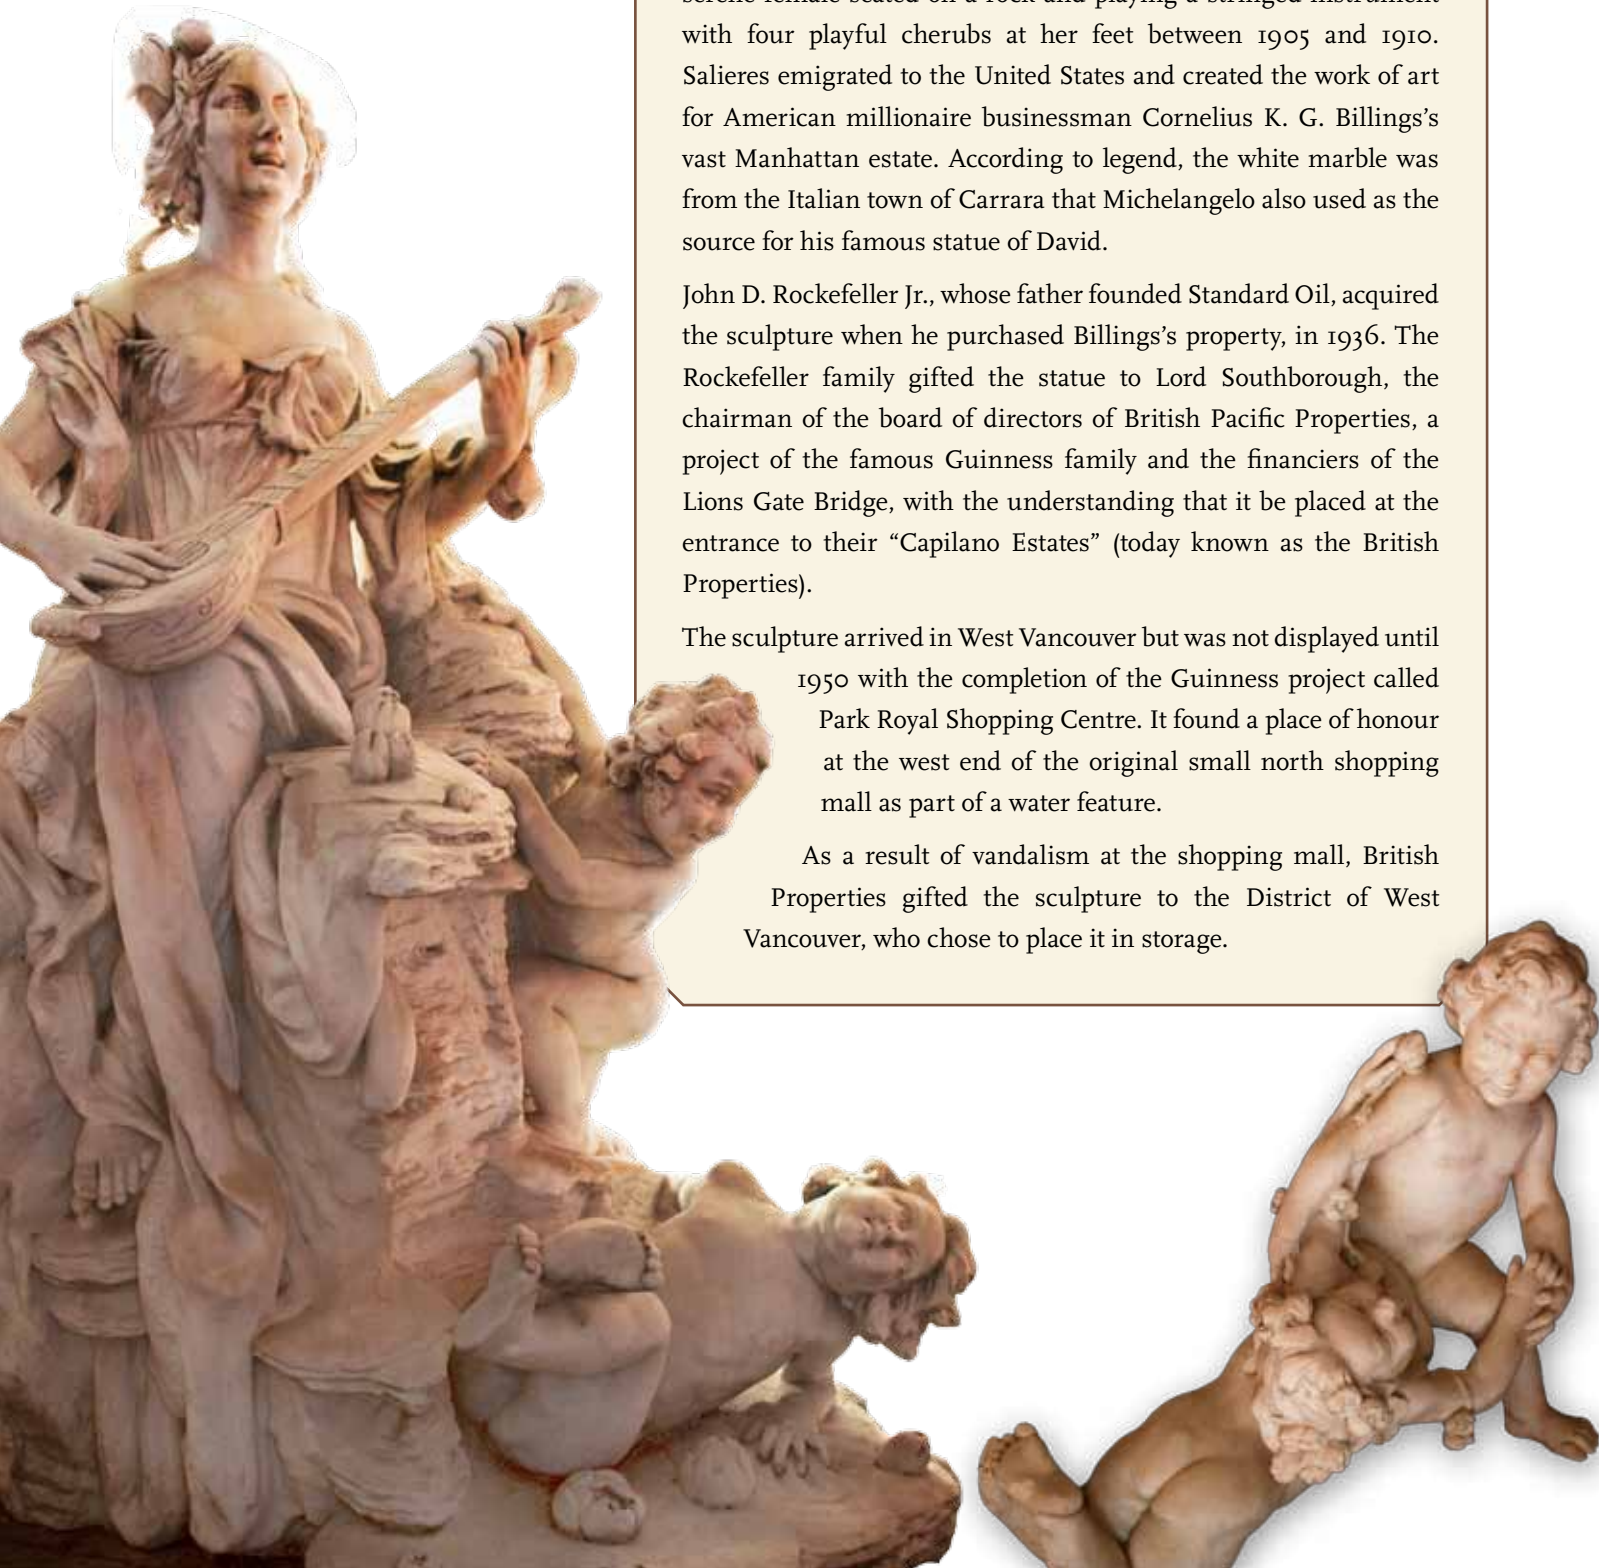 serene female seated on a rock and playing a stringed instrument
with four playful cherubs at her feet between 1905 and 1910.
Salieres emigrated to the United States and created the work of art
for American millionaire businessman Cornelius K. G. Billings’s
vast Manhattan estate. According to legend, the white marble was
from the Italian town of Carrara that Michelangelo also used as the
source for his famous statue of David.
John D. Rockefeller Jr., whose father founded Standard Oil, acquired
the sculpture when he purchased Billings’s property, in 1936. The
Rockefeller family gifted the statue to Lord Southborough, the
chairman of the board of directors of British Pacific Properties, a
project of the famous Guinness family and the financiers of the
Lions Gate Bridge, with the understanding that it be placed at the
entrance to their “Capilano Estates” (today known as the British
Properties).
The sculpture arrived in West Vancouver but was not displayed until
1950 with the completion of the Guinness project called
Park Royal Shopping Centre. It found a place of honour
at the west end of the original small north shopping
mall as part of a water feature.
As a result of vandalism at the shopping mall, British
Properties gifted the sculpture to the District of West
Vancouver, who chose to place it in storage.